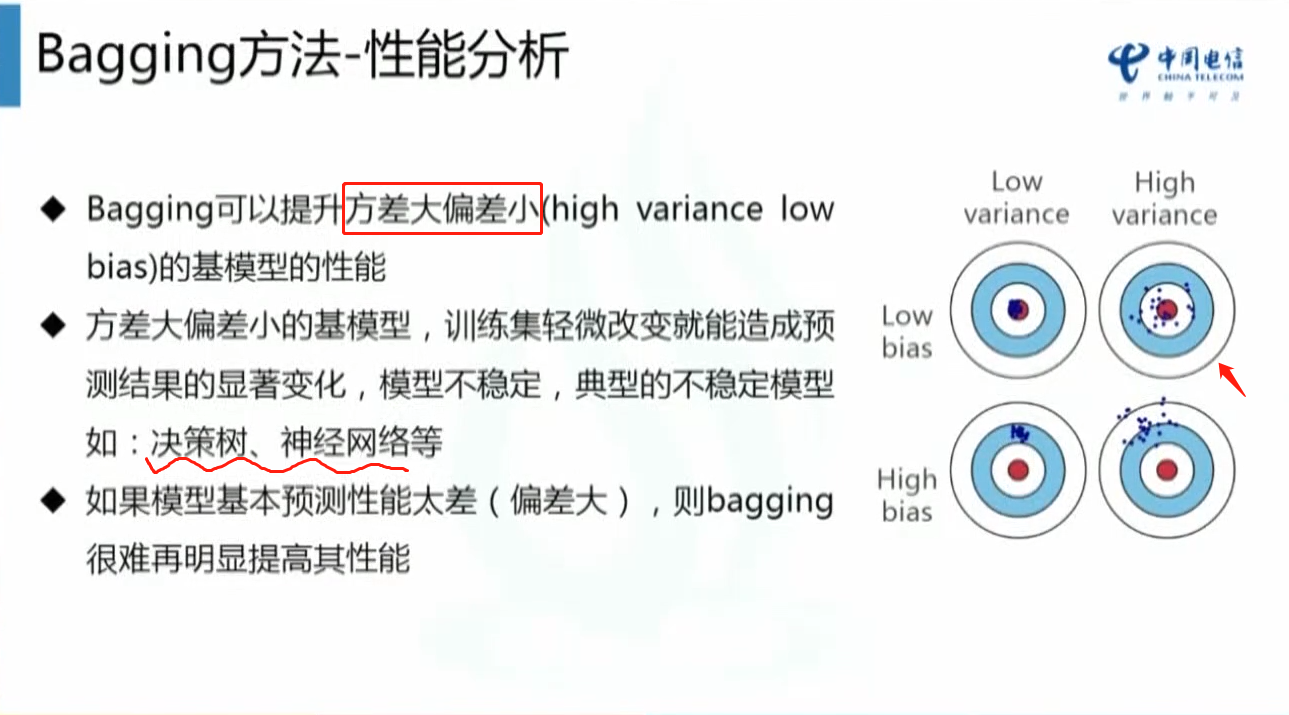 Bagging方法-性能分析
中国电信
CHINA TELECOM
世界触手可及
◆ Bagging可以提升方差大偏差小(high variance low
bias)的基模型的性能
◆ 方差大偏差小的基模型，训练集轻微改变就能造成预
测结果的显著变化，模型不稳定，典型的不稳定模型
如：决策树、神经网络等
◆ 如果模型基本预测性能太差（偏差大），则bagging
很难再明显提高其性能
Low
variance
High
variance
Low
bias
High
bias